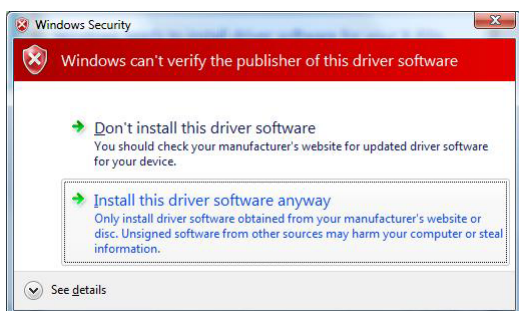 Windows Security
Windows can't verify the publisher of this driver software
Don't install this driver software
You should check your manufacturer's website for updated driver software
for your device.
Install this driver software anyway
Only install driver software obtained from your manufacturer's website or
disc. Unsigned software from other sources may harm your computer or steal
information.
See details